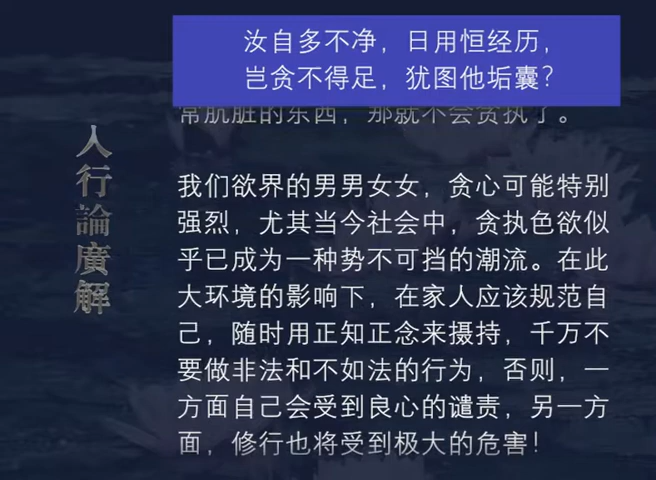 汝自多不净，日用恒经历，
岂贪不得足，犹图他垢囊？
常肮脏的东西，那就不会贪执了。
入行論廣解
我们欲界的男男女女，贪心可能特别
强烈，尤其当今社会中，贪执色欲似
乎已成为一种势不可挡的潮流。在此
大环境的影响下，在家人应该规范自
己，随时用正知正念来摄持，千万不
要做非法和不如法的行为，否则，一
方面自己会受到良心的谴责，另一方
面，修行也将受到极大的危害！